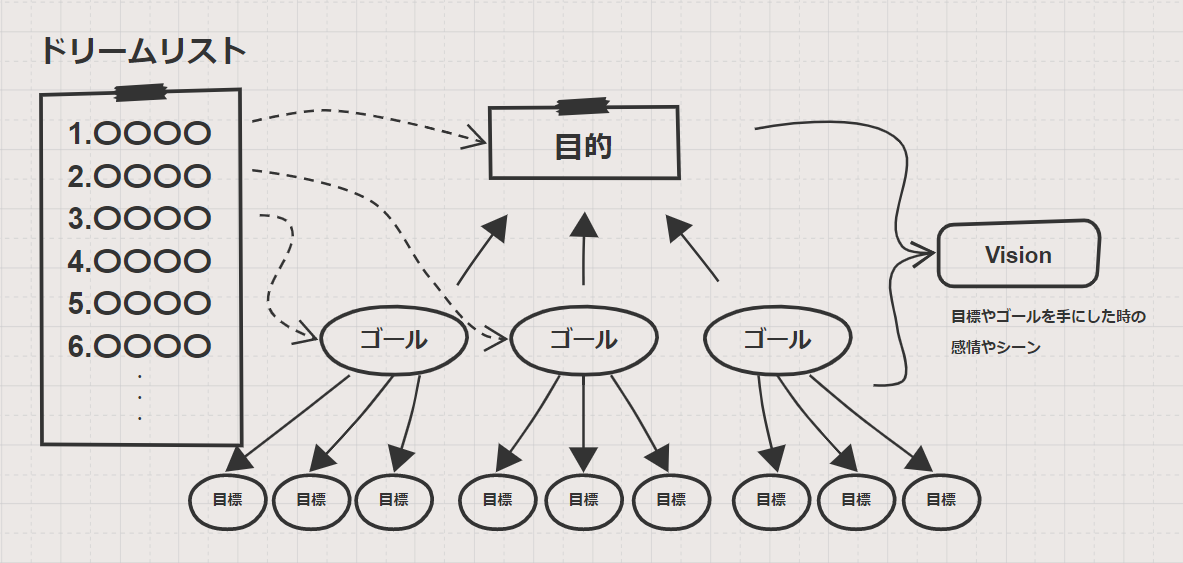 ドリームリスト
1.〇〇〇〇
2.〇〇〇〇
3.〇〇〇〇
4.〇〇〇〇
5.〇〇〇〇
6.〇〇〇〇
・
・
・
目的
ゴール
ゴール
ゴール
目標
目標
目標
目標
目標
目標
目標
目標
目標
Vision
目標やゴールを手にした時の
感情やシーン